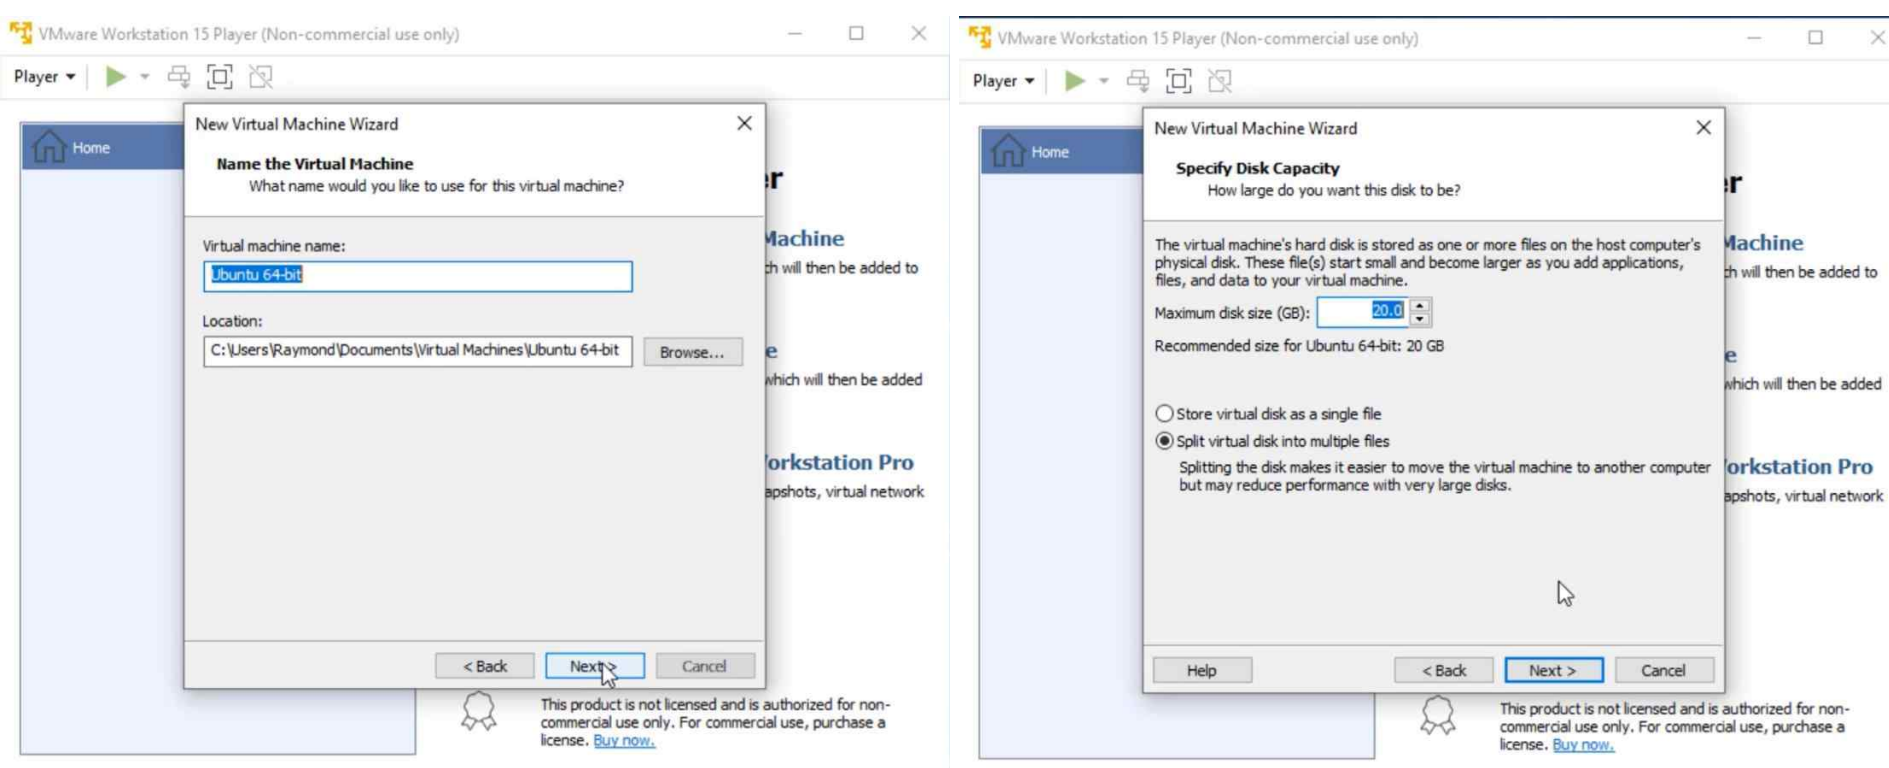 VMware Workstation 15 Player (Non-commercial use only)
Player
Home
New Virtual Machine Wizard
Name the Virtual Machine
What name would you like to use for this virtual machine?
Virtual machine name:
Ubuntu 64-bit
Location:
C:\Users\Raymond\Documents\Virtual Machines\Ubuntu 64-bit
Browse...
< Back
Next >
Cancel
er
Machine
ch will then be added to
e
which will then be added
orkstation Pro
apshots, virtual network
This product is not licensed and is authorized for non-
commercial use only. For commercial use, purchase a
license. Buy now.
VMware Workstation 15 Player (Non-commercial use only)
Player
Home
New Virtual Machine Wizard
Specify Disk Capacity
How large do you want this disk to be?
The virtual machine's hard disk is stored as one or more files on the host computer's
physical disk. These file(s) start small and become larger as you add applications,
files, and data to your virtual machine.
Maximum disk size (GB):
20.0
Recommended size for Ubuntu 64-bit: 20 GB
Store virtual disk as a single file
Split virtual disk into multiple files
Splitting the disk makes it easier to move the virtual machine to another computer
but may reduce performance with very large disks.
Help
< Back
Next >
Cancel
er
Machine
ch will then be added to
e
which will then be added
orkstation Pro
apshots, virtual network
This product is not licensed and is authorized for non-
commercial use only. For commercial use, purchase a
license. Buy now.